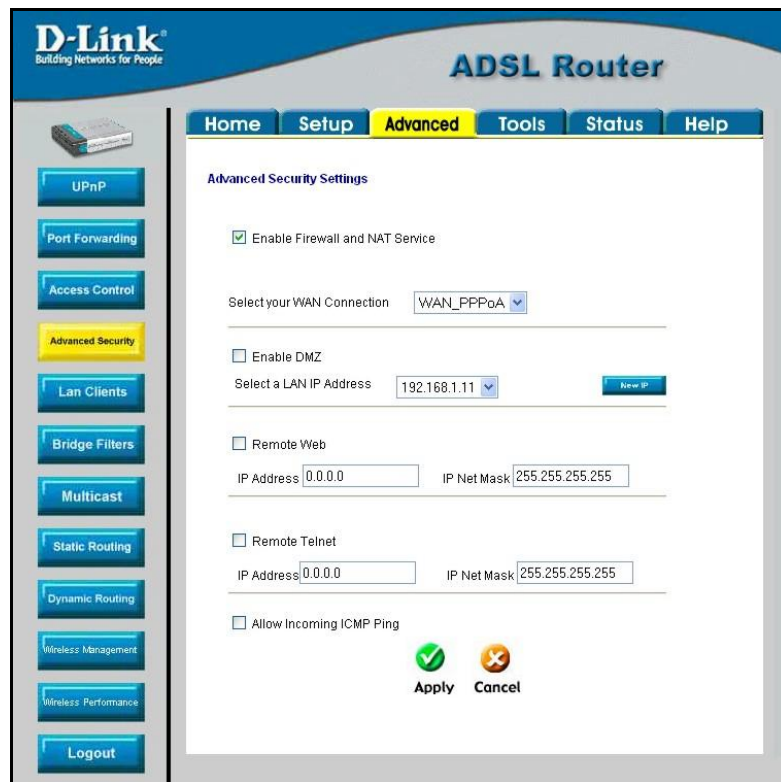 D-Link
Building Networks for People
ADSL Router
Home Setup Advanced Tools Status Help
UPnP
Port Forwarding
Access Control
Advanced Security
Lan Clients
Bridge Filters
Multicast
Static Routing
Dynamic Routing
Wireless Management
Wireless Performance
Logout
Advanced Security Settings
Enable Firewall and NAT Service
Select your WAN Connection WAN_PPPoA
Enable DMZ
Select a LAN IP Address 192.168.1.11 New IP
Remote Web
IP Address 0.0.0.0 IP Net Mask 255.255.255.255
Remote Telnet
IP Address 0.0.0.0 IP Net Mask 255.255.255.255
Allow Incoming ICMP Ping
Apply Cancel